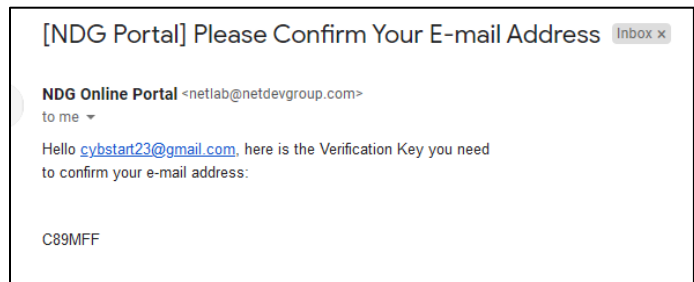 [NDG Portal] Please Confirm Your E-mail Address Inbox x
NDG Online Portal <netlab@netdevgroup.com>
to me
Hello cybstart23@gmail.com, here is the Verification Key you need
to confirm your e-mail address:
C89MFF